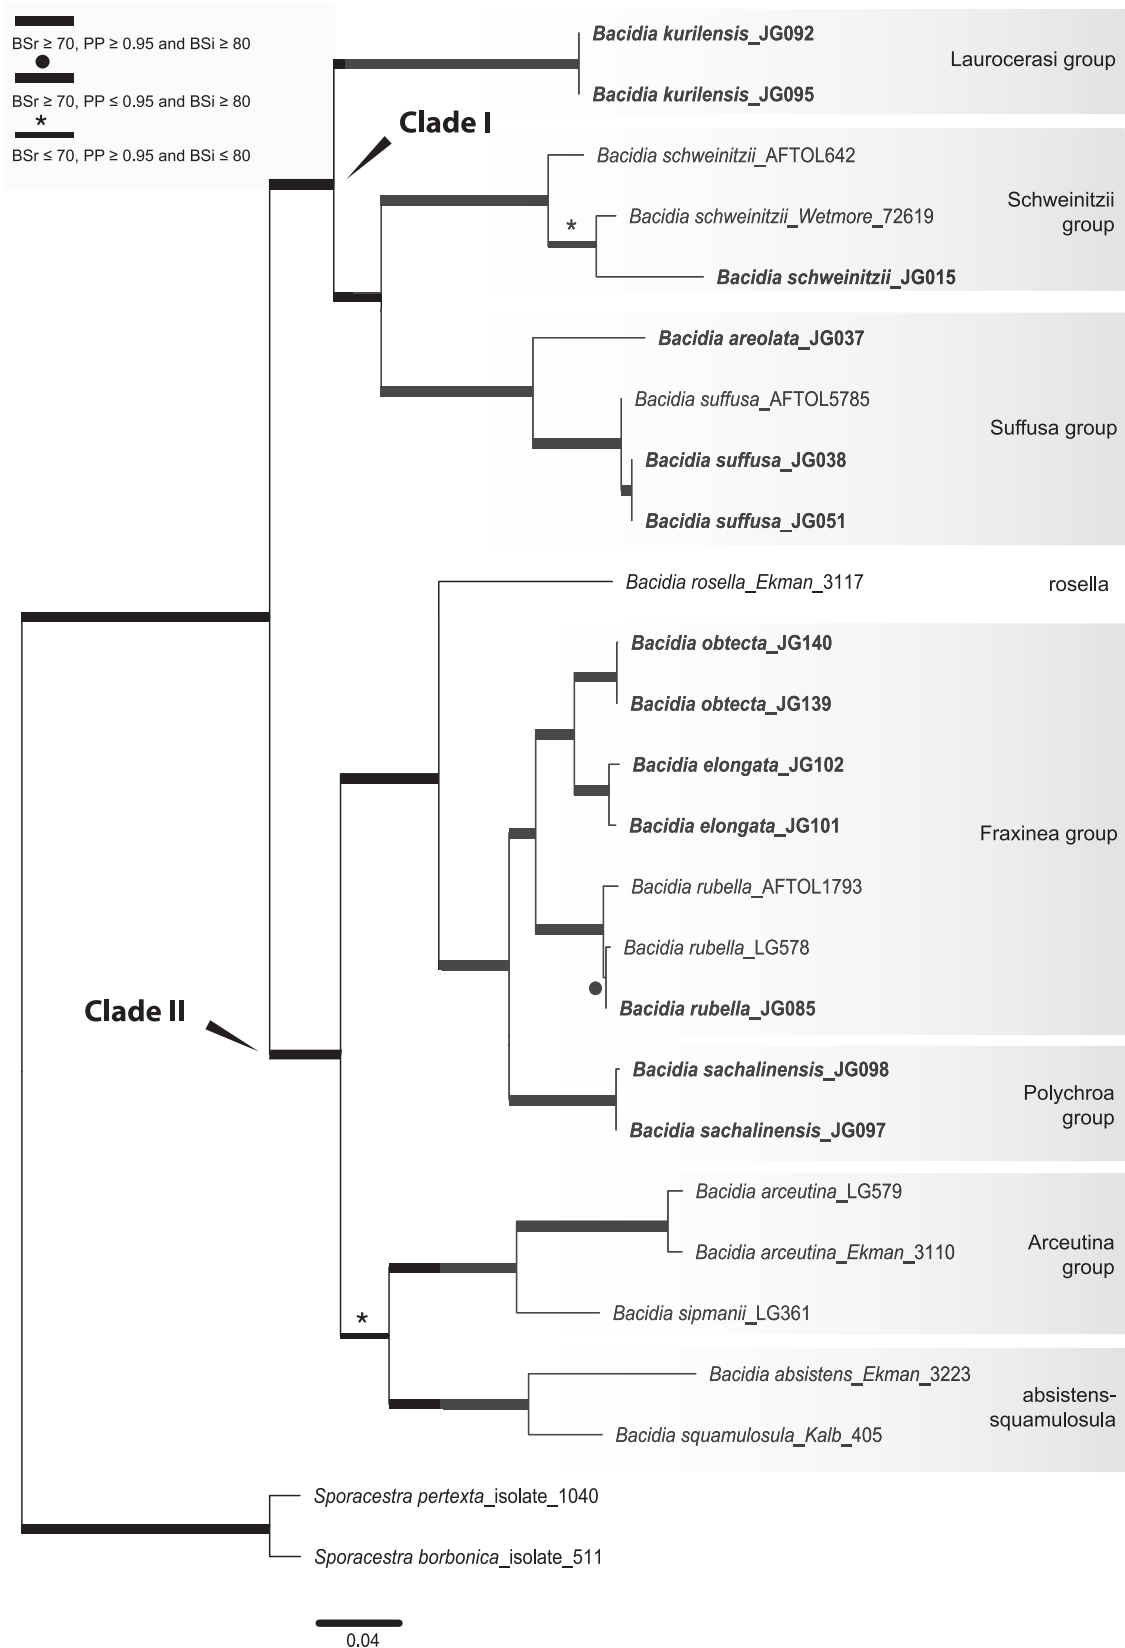 BSr ≥ 70, PP ≥ 0.95 and BSi ≥ 80
BSr ≥ 70, PP ≤ 0.95 and BSi ≥ 80
*
BSr ≤ 70, PP ≥ 0.95 and BSi ≤ 80
Bacidia kurilensis_JG092
Laurocerasi group
Bacidia kurilensis_JG095
Clade I
Bacidia schweinitzii_AFTOL642
Schweinitzii
group
Bacidia schweinitzii_Wetmore_72619
*
Bacidia schweinitzii_JG015
Bacidia areolata_JG037
Bacidia suffusa_AFTOL5785
Suffusa group
Bacidia suffusa_JG038
Bacidia suffusa_JG051
Bacidia rosella_Ekman_3117
rosella
Bacidia obtecta_JG140
Bacidia obtecta_JG139
Bacidia elongata_JG102
Bacidia elongata_JG101
Fraxinea group
Bacidia rubella_AFTOL1793
Bacidia rubella_LG578
Bacidia rubella_JG085
Clade II
Bacidia sachalinensis_JG098
Polychroa
group
Bacidia sachalinensis_JG097
Bacidia arceutina_LG579
Bacidia arceutina_Ekman_3110
Arceutina
group
Bacidia sipmanii_LG361
*
Bacidia absistens_Ekman_3223
absistens-
squamulosula
Bacidia squamulosula_Kalb_405
Sporacestra pertexta_isolate_1040
Sporacestra borbonica_isolate_511
0.04